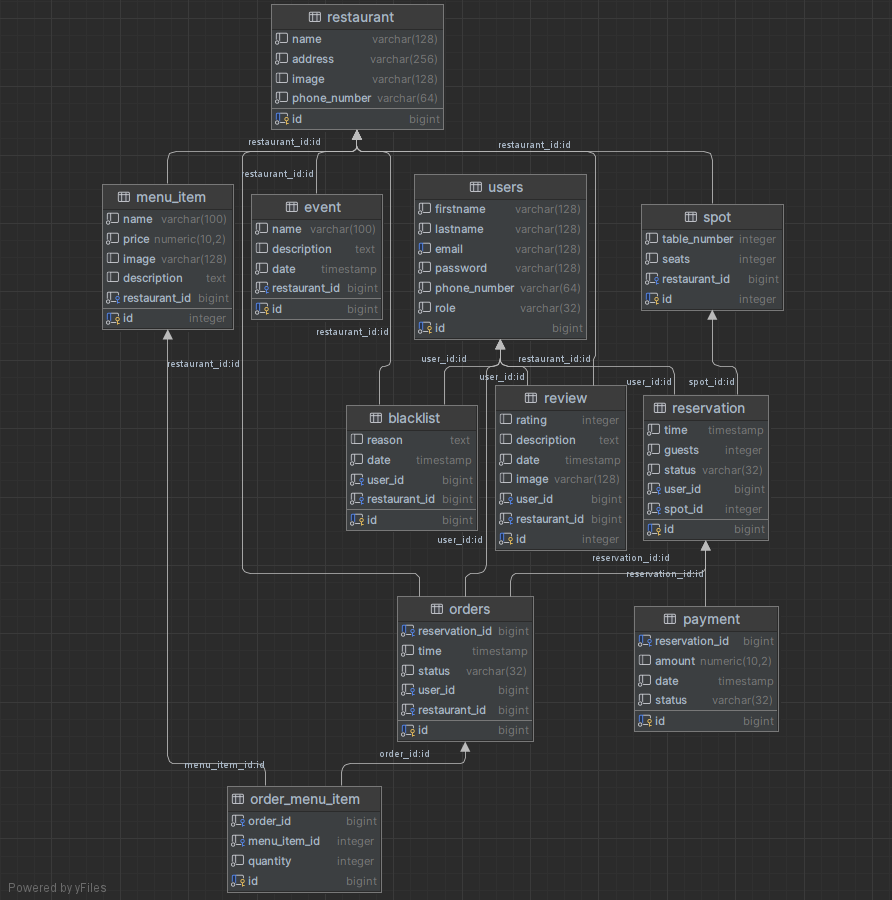 restaurant
name varchar(128)
address varchar(256)
image varchar(128)
phone_number varchar(64)
id bigint
restaurant_id:id
restaurant_id:id
restaurant_id:id
menu_item
name varchar(100)
price numeric(10,2)
image varchar(128)
description text
restaurant_id bigint
id integer
event
name varchar(100)
description text
date timestamp
restaurant_id bigint
id bigint
users
firstname varchar(128)
lastname varchar(128)
email varchar(128)
password varchar(128)
phone_number varchar(64)
role varchar(32)
id bigint
spot
table_number integer
seats integer
restaurant_id bigint
id integer
restaurant_id:id
restaurant_id:id
user_id:id
restaurant_id:id
user_id:id
user_id:id
spot_id:id
blacklist
reason text
date timestamp
user_id bigint
restaurant_id bigint
id bigint
review
rating integer
description text
date timestamp
image varchar(128)
user_id bigint
restaurant_id bigint
id integer
reservation
time timestamp
guests integer
status varchar(32)
user_id bigint
spot_id integer
id bigint
user_id:id
reservation_id:id
reservation_id:id
orders
reservation_id bigint
time timestamp
status varchar(32)
user_id bigint
restaurant_id bigint
id bigint
payment
reservation_id bigint
amount numeric(10,2)
date timestamp
status varchar(32)
id bigint
order_id:id
menu_item_id:id
order_menu_item
order_id bigint
menu_item_id integer
quantity integer
id bigint
Powered by yFiles